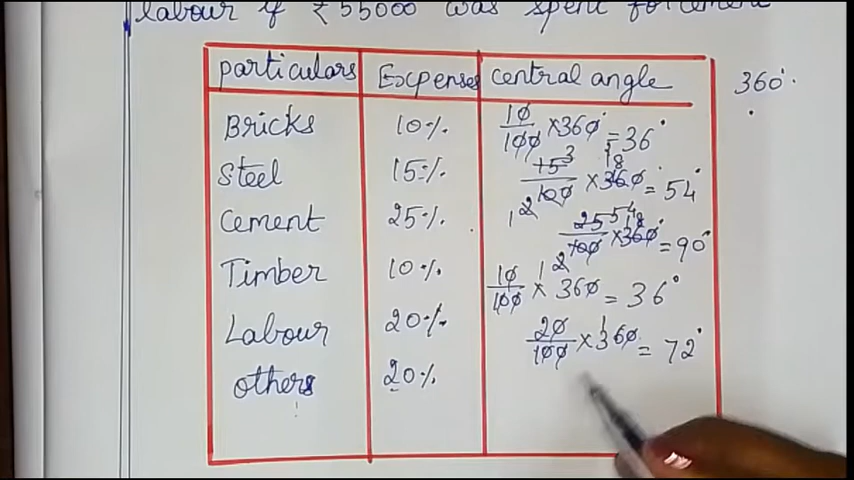 labour if ₹55000 was spent for cement
particulars Expenses central angle 360°
Bricks 10% 10/100 × 360° = 36°
Steel 15% 15/100 × 360° = 54°
Cement 25% 25/100 × 360° = 90°
Timber 10% 10/100 × 360 = 36°
Labour 20% 20/100 × 360 = 72°
others 20%